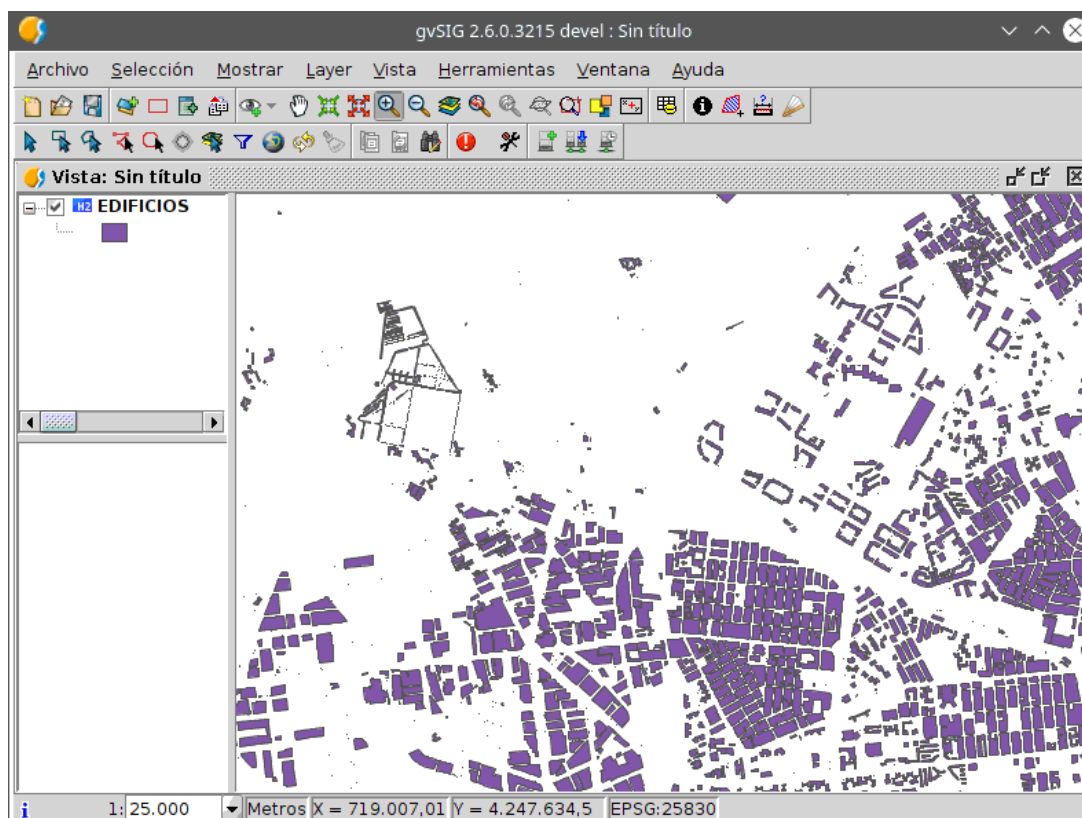 gvSIG 2.6.0.3215 devel : Sin título
Archivo Selección Mostrar Layer Vista Herramientas Ventana Ayuda
Vista: Sin título
H2 EDIFICIOS
1: 25.000 Metros X = 719.007,01 Y = 4.247.634,5 EPSG:25830